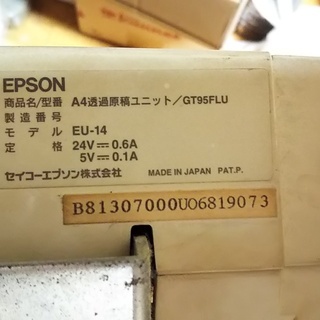 EPSON
商品名/型番 A4透過原稿ユニット/GT95FLU
製造番号
モデル EU-14
定格 24V⎓0.6A
5V⎓0.1A
セイコーエプソン株式会社 MADE IN JAPAN PAT.P.
B81307000U06819073